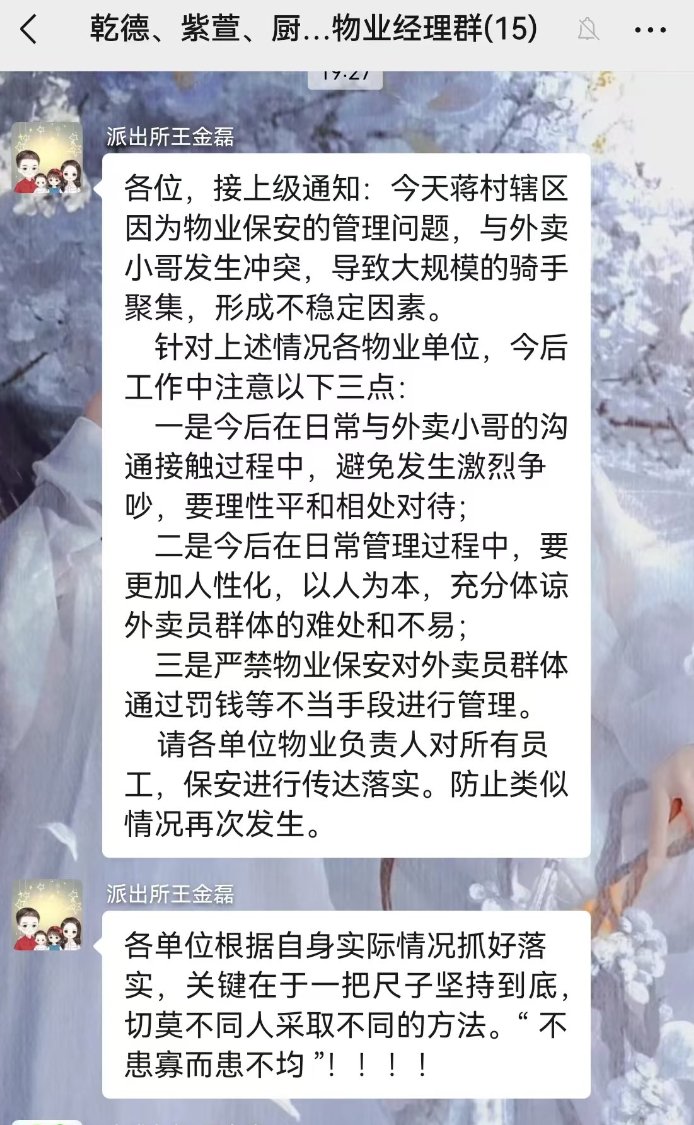 乾德、紫萱、厨...物业经理群(15)
19:27
派出所王金磊
各位，接上级通知：今天蒋村辖区
因为物业保安的管理问题，与外卖
小哥发生冲突，导致大规模的骑手
聚集，形成不稳定因素。
针对上述情况各物业单位，今后
工作中注意以下三点：
一是今后在日常与外卖小哥的沟
通接触过程中，避免发生激烈争
吵，要理性平和相处对待；
二是今后在日常管理过程中，要
更加人性化，以人为本，充分体谅
外卖员群体的难处和不易；
三是严禁物业保安对外卖员群体
通过罚钱等不当手段进行管理。
请各单位物业负责人对所有员
工，保安进行传达落实。防止类似
情况再次发生。
派出所王金磊
各单位根据自身实际情况抓好落
实，关键在于一把尺子坚持到底，
切莫不同人采取不同的方法。“ 不
患寡而患不均 ”！！！！